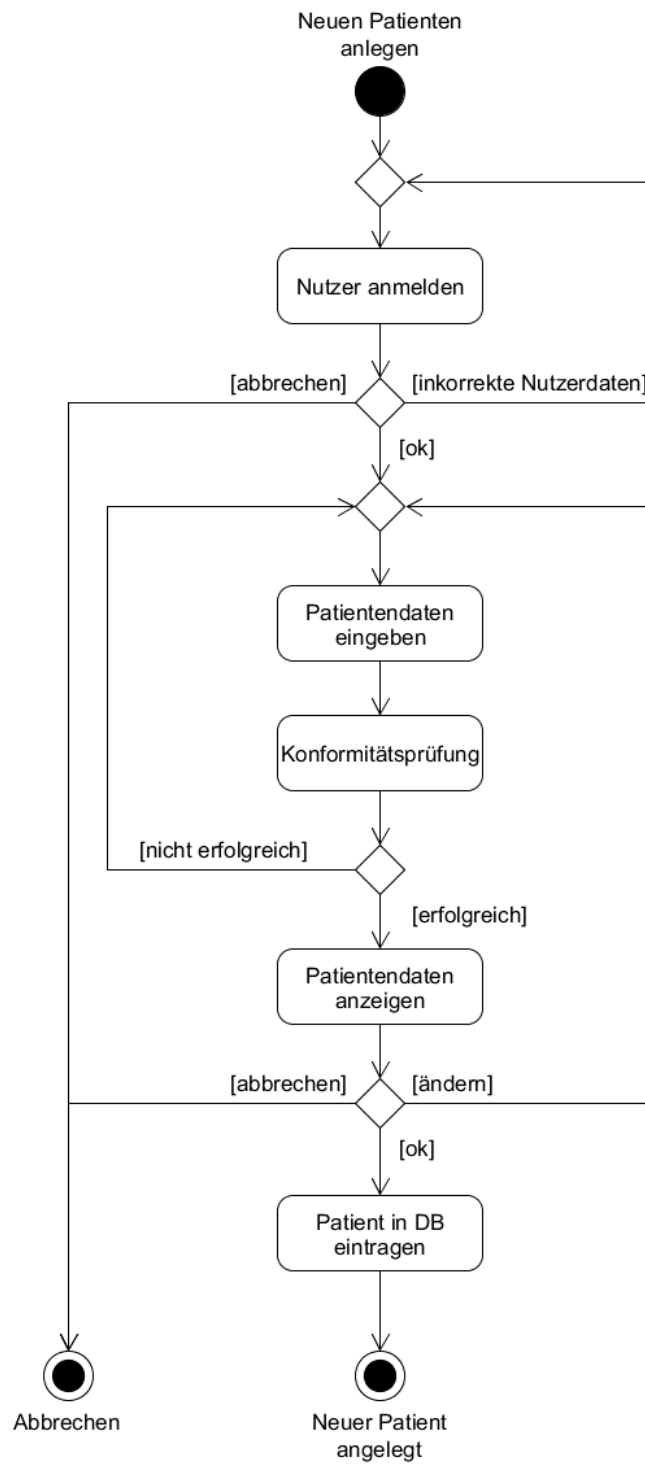 Neuen Patienten
anlegen
Nutzer anmelden
[abbrechen]
[inkorrekte Nutzerdaten]
[ok]
Patientendaten
eingeben
Konformitätsprüfung
[nicht erfolgreich]
[erfolgreich]
Patientendaten
anzeigen
[abbrechen]
[ändern]
[ok]
Patient in DB
eintragen
Abbrechen
Neuer Patient
angelegt